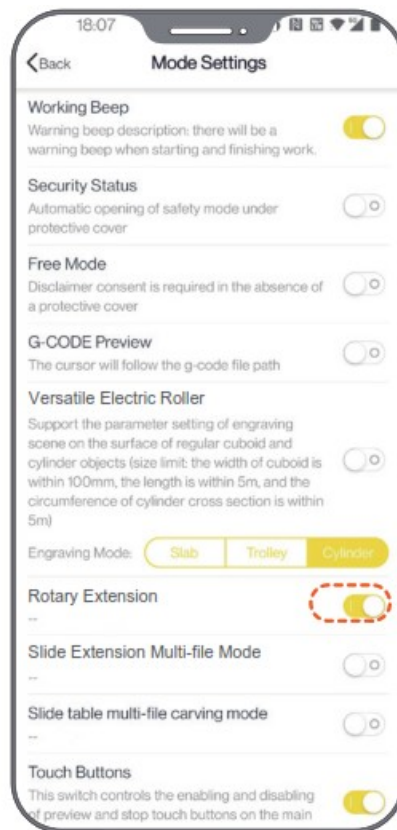 18:07
Back
Mode Settings
Working Beep
Warning beep description: there will be a
warning beep when starting and finishing work.
Security Status
Automatic opening of safety mode under
protective cover
Free Mode
Disclaimer consent is required in the absence of
a protective cover
G-CODE Preview
The cursor will follow the g-code file path
Versatile Electric Roller
Support the parameter setting of engraving
scene on the surface of regular cuboid and
cylinder objects (size limit: the width of cuboid is
within 100mm, the length is within 5m, and the
circumference of cylinder cross section is within
5m)
Engraving Mode: Slab Trolley Cylinder
Rotary Extension
--
Slide Extension Multi-file Mode
--
Slide table multi-file carving mode
--
Touch Buttons
This switch controls the enabling and disabling
of preview and stop touch buttons on the main